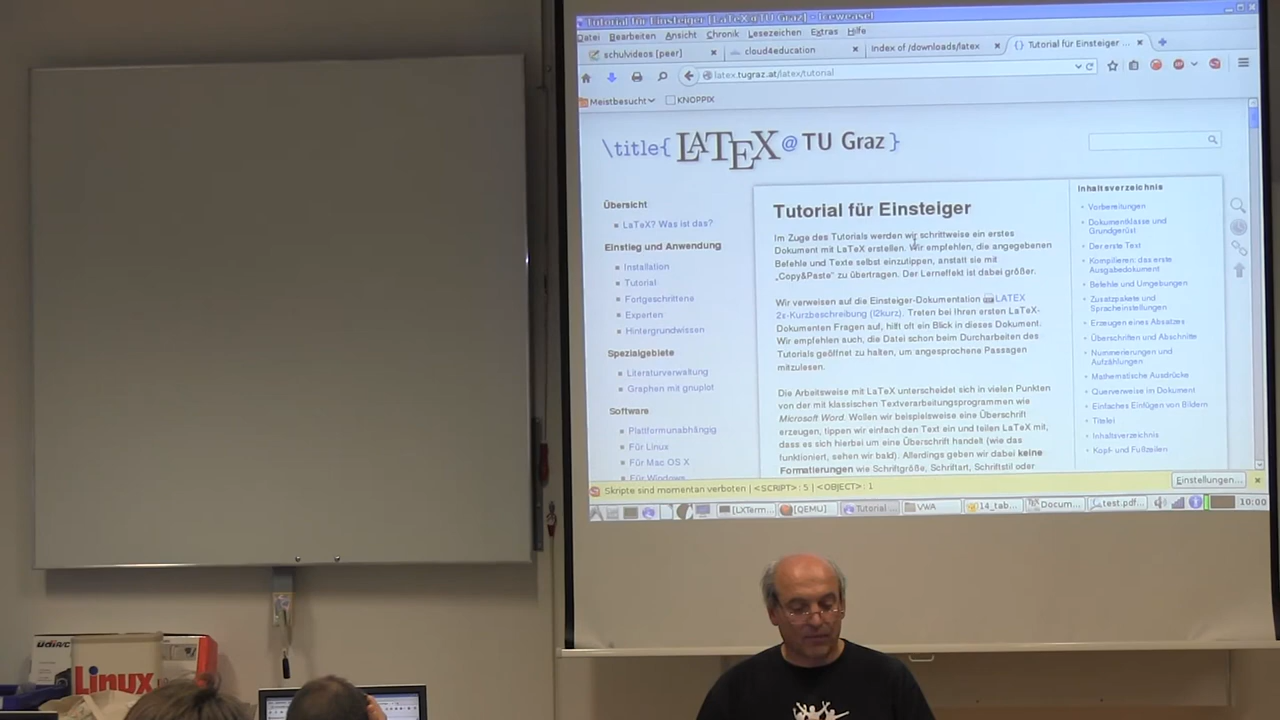 Tutorial für Einsteiger [LaTeX@TU Graz] - Iceweasel
Datei Bearbeiten Ansicht Chronik Lesezeichen Extras Hilfe
schulvideos [peer] × cloud4education × Index of /downloads/latex × {} Tutorial für Einsteiger ... ×
latex.tugraz.at/latex/tutorial
Meistbesucht KNOPPIX
\title{ LATEX @ TU Graz }
Übersicht
LaTeX? Was ist das?
Einstieg und Anwendung
Installation
Tutorial
Fortgeschrittene
Experten
Hintergrundwissen
Spezialgebiete
Literaturverwaltung
Graphen mit gnuplot
Software
Plattformunabhängig
Für Linux
Für Mac OS X
Für Windows
Tutorial für Einsteiger
Im Zuge des Tutorials werden wir schrittweise ein erstes
Dokument mit LaTeX erstellen. Wir empfehlen, die angegebenen
Befehle und Texte selbst einzutippen, anstatt sie mit
„Copy&Paste“ zu übertragen. Der Lerneffekt ist dabei größer.
Wir verweisen auf die Einsteiger-Dokumentation LATEX
2ε-Kurzbeschreibung (l2kurz). Treten bei Ihren ersten LaTeX-
Dokumenten Fragen auf, hilft oft ein Blick in dieses Dokument.
Wir empfehlen auch, die Datei schon beim Durcharbeiten des
Tutorials geöffnet zu halten, um angesprochene Passagen
mitzulesen.
Die Arbeitsweise mit LaTeX unterscheidet sich in vielen Punkten
von der mit klassischen Textverarbeitungsprogrammen wie
Microsoft Word. Wollen wir beispielsweise eine Überschrift
erzeugen, tippen wir einfach den Text ein und teilen LaTeX mit,
dass es sich hierbei um eine Überschrift handelt (wie das
funktioniert, sehen wir bald). Allerdings geben wir dabei keine
Formatierungen wie Schriftgröße, Schriftart, Schriftstil oder
Inhaltsverzeichnis
Vorbereitungen
Dokumentklasse und
Grundgerüst
Der erste Text
Kompilieren: das erste
Ausgabedokument
Befehle und Umgebungen
Zusatzpakete und
Spracheinstellungen
Erzeugen eines Absatzes
Überschriften und Abschnitte
Nummerierungen und
Aufzählungen
Mathematische Ausdrücke
Querverweise im Dokument
Einfaches Einfügen von Bildern
Titelei
Inhaltsverzeichnis
Kopf- und Fußzeilen
Skripte sind momentan verboten | <SCRIPT>: 5 | <OBJECT>: 1
Einstellungen... ×
[LXTerm... [QEMU] Tutorial ... VWA 14_tab... Docum... test.pdf... 10:00
Linux